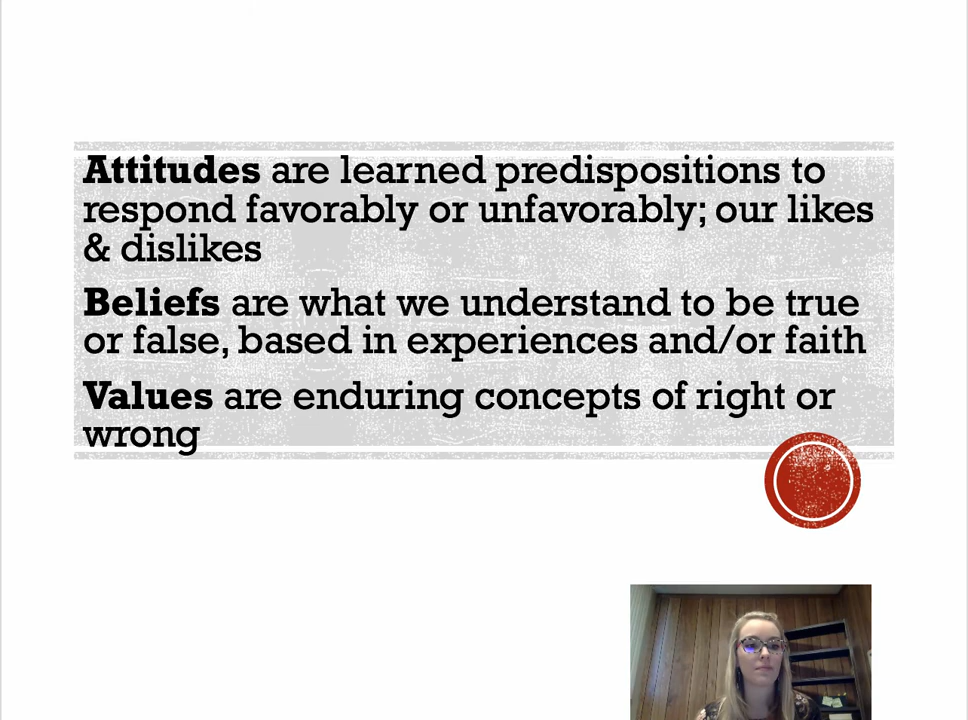 Attitudes are learned predispositions to
respond favorably or unfavorably; our likes
& dislikes
Beliefs are what we understand to be true
or false, based in experiences and/or faith
Values are enduring concepts of right or
wrong